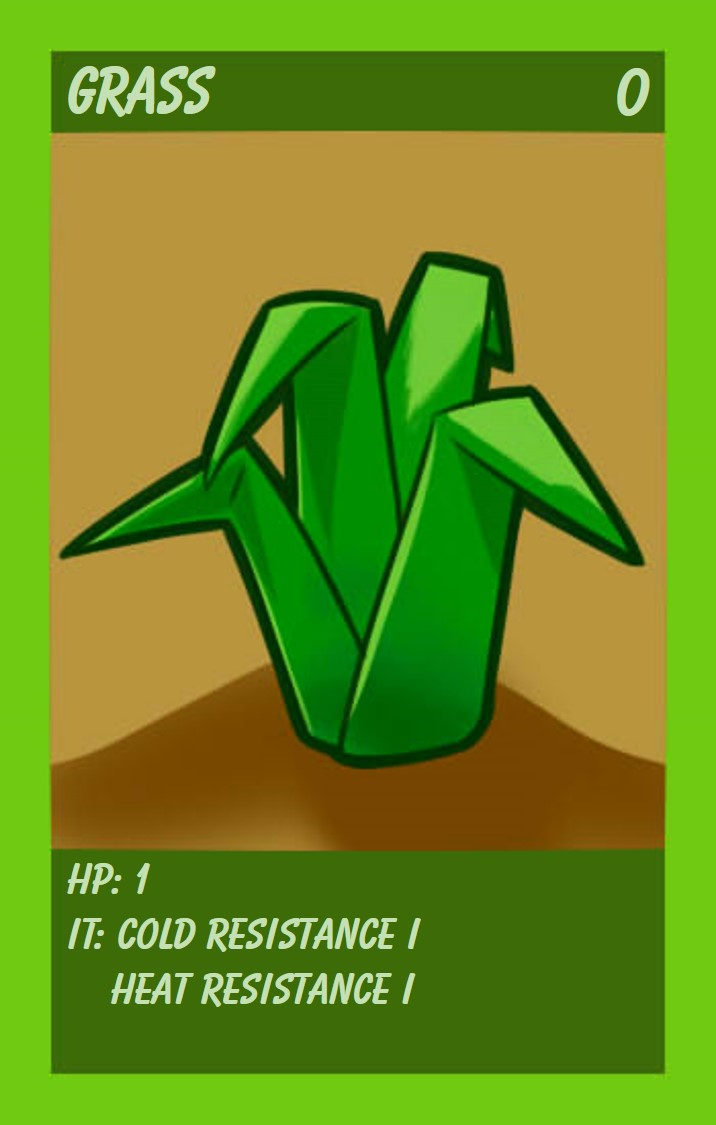 GRASS 0
HP: 1
IT: COLD RESISTANCE I
HEAT RESISTANCE I